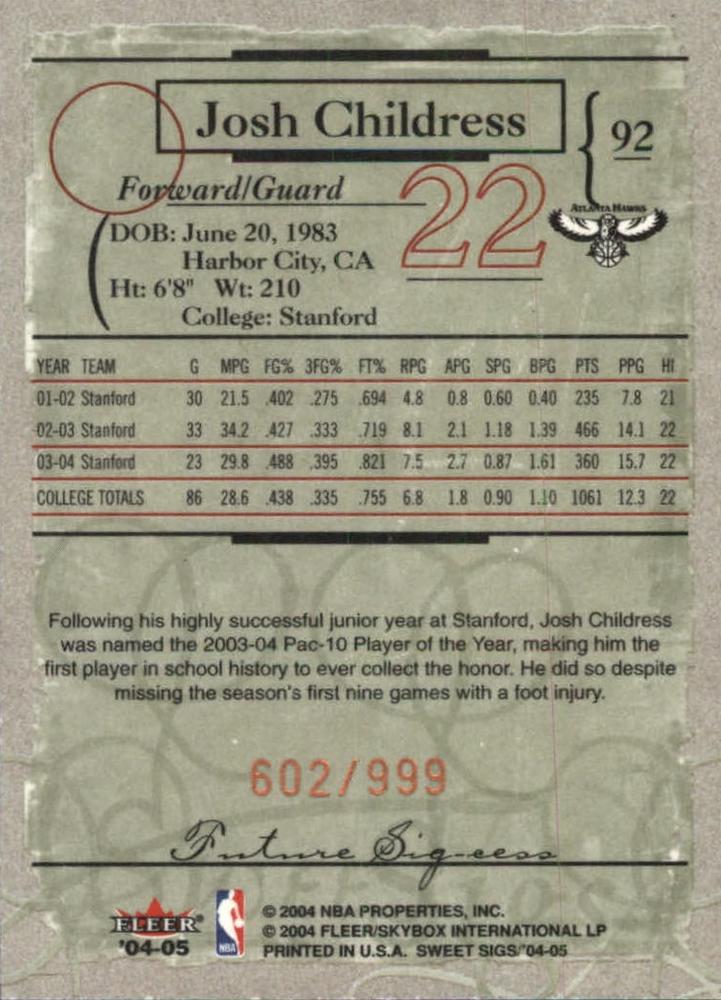 Josh Childress
92
Forward/Guard
22
ATLANTA HAWKS
DOB: June 20, 1983
Harbor City, CA
Ht: 6'8" Wt: 210
College: Stanford
YEAR TEAM G MPG FG% 3FG% FT% RPG APG SPG BPG PTS PPG HI
01-02 Stanford 30 21.5 .402 .275 .694 4.8 0.8 0.60 0.40 235 7.8 21
02-03 Stanford 33 34.2 .427 .333 .719 8.1 2.1 1.18 1.39 466 14.1 22
03-04 Stanford 23 29.8 .488 .395 .821 7.5 2.7 0.87 1.61 360 15.7 22
COLLEGE TOTALS 86 28.6 .438 .335 .755 6.8 1.8 0.90 1.10 1061 12.3 22
Following his highly successful junior year at Stanford, Josh Childress
was named the 2003-04 Pac-10 Player of the Year, making him the
first player in school history to ever collect the honor. He did so despite
missing the season's first nine games with a foot injury.
602/999
Future Sig-cess
FLEER
'04-05
NBA
© 2004 NBA PROPERTIES, INC.
© 2004 FLEER/SKYBOX INTERNATIONAL LP
PRINTED IN U.S.A. SWEET SIGS/'04-05